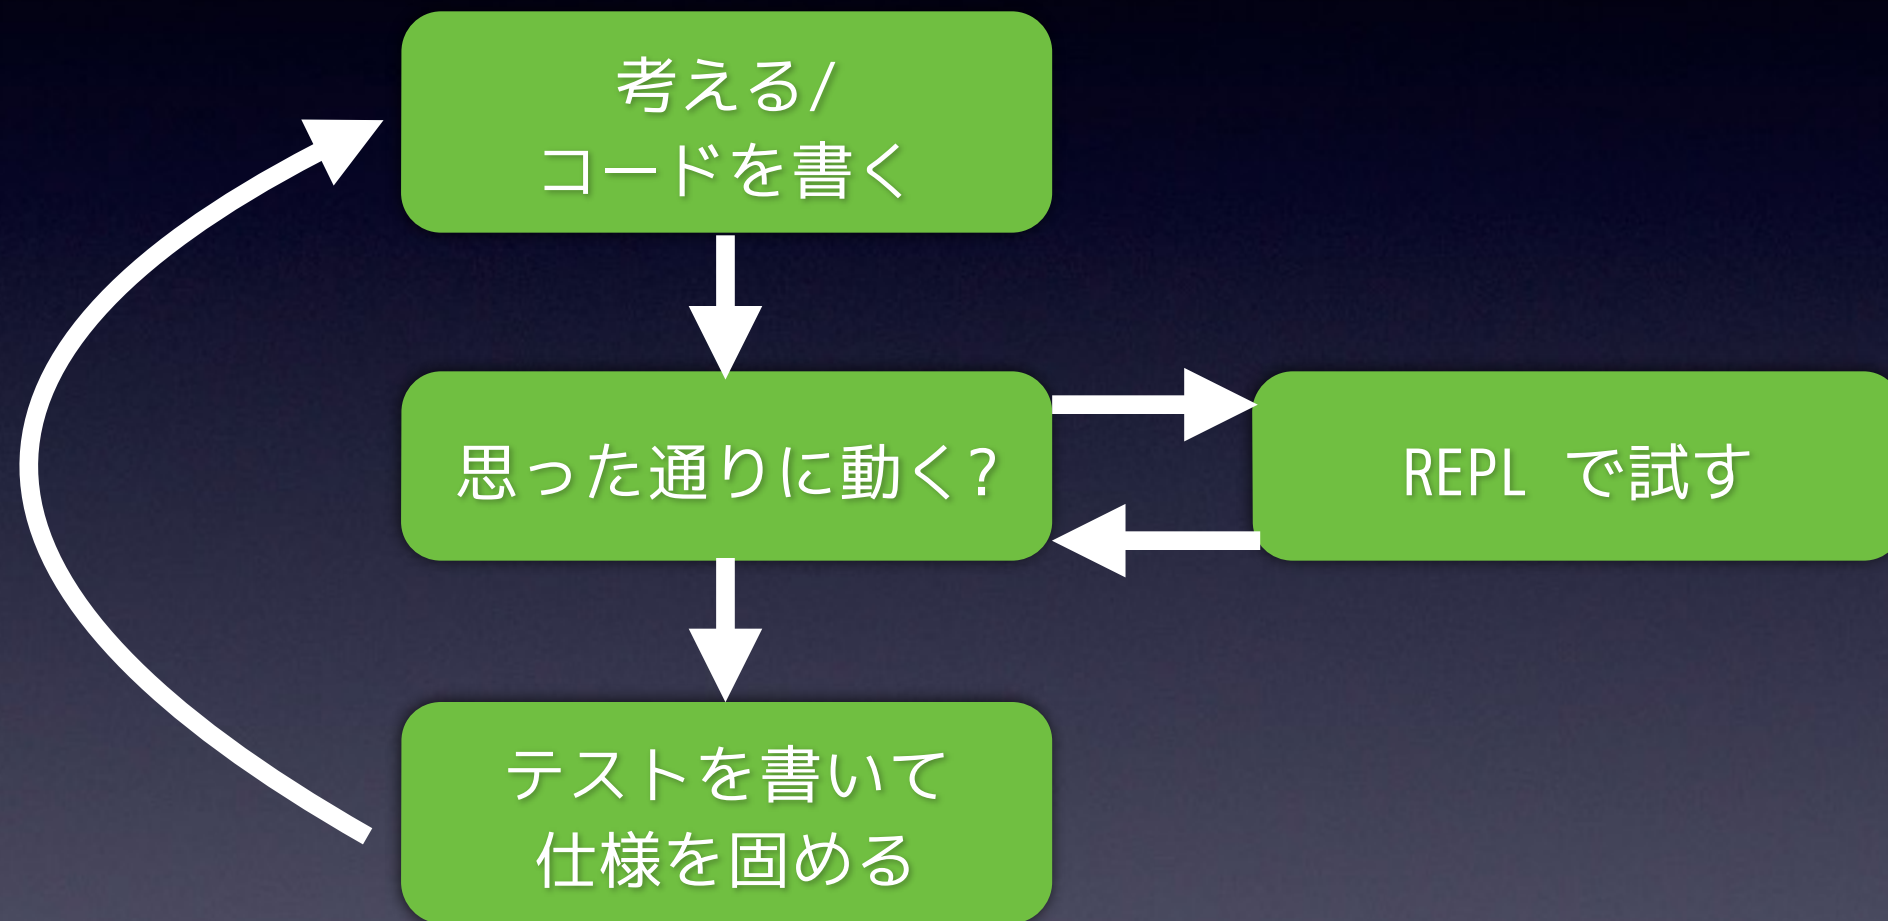 考える/
コードを書く
思った通りに動く?
REPL で試す
テストを書いて
仕様を固める